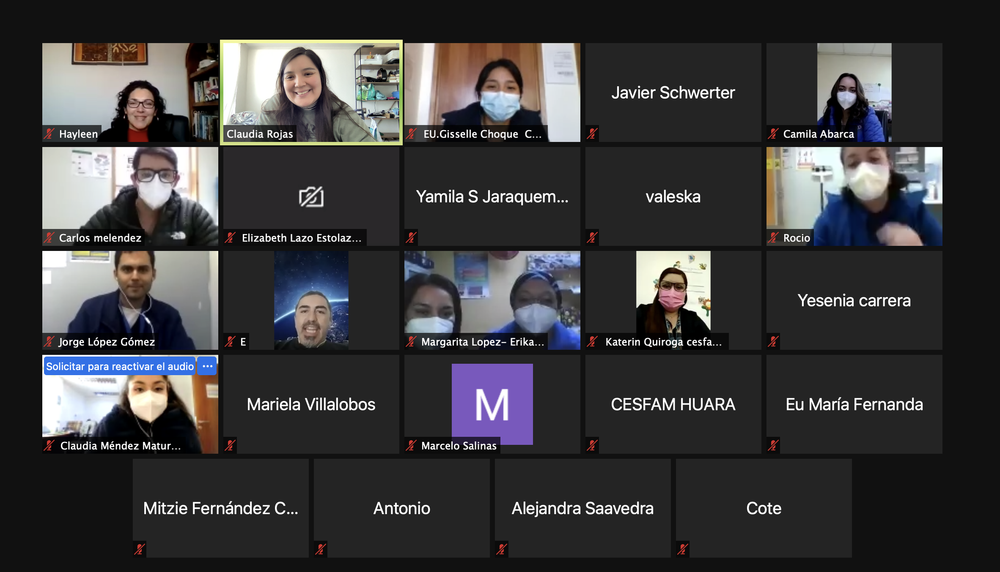 Hayleen
Claudia Rojas
EU.Gisselle Choque C...
Javier Schwerter
Camila Abarca
Carlos melendez
Elizabeth Lazo Estolaz...
Yamila S Jaraquem...
valeska
Rocio
Jorge López Gómez
E
Margarita Lopez- Erika...
Katerin Quiroga cesfa...
Yesenia carrera
Solicitar para reactivar el audio ...
Claudia Méndez Matur...
Mariela Villalobos
M
Marcelo Salinas
CESFAM HUARA
Eu María Fernanda
Mitzie Fernández C...
Antonio
Alejandra Saavedra
Cote